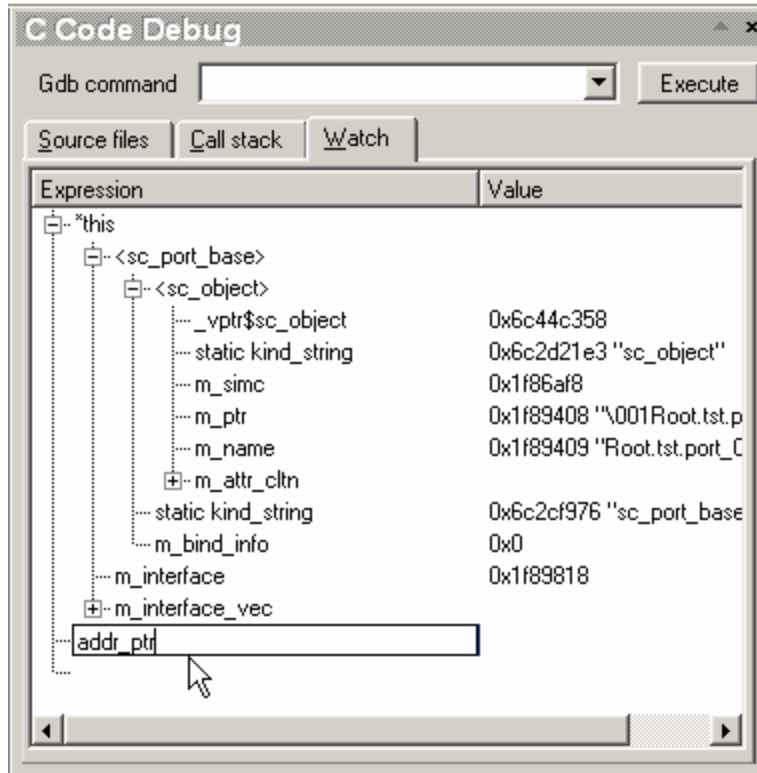 C Code Debug
Gdb command Execute
Source files Call stack Watch
Expression Value
*this
<sc_port_base>
<sc_object>
_vptr$sc_object 0x6c44c358
static kind_string 0x6c2d21e3 "sc_object"
m_simc 0x1f86af8
m_ptr 0x1f89408 "\001Root.tst.p
m_name 0x1f89409 "Root.tst.port_0
m_attr_cltn
static kind_string 0x6c2cf976 "sc_port_base
m_bind_info 0x0
m_interface 0x1f89818
m_interface_vec
addr_ptr